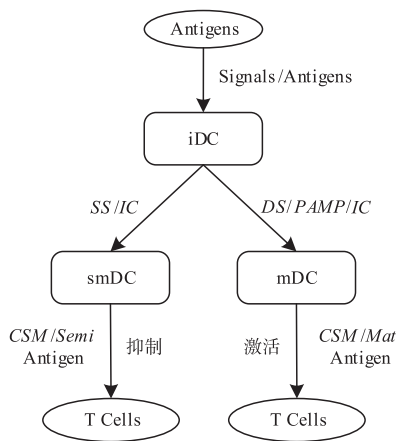 Antigens
Signals/Antigens
iDC
SS/IC
DS/PAMP/IC
smDC
mDC
CSM/Semi
Antigen
抑制
激活
CSM/Mat
Antigen
T Cells
T Cells